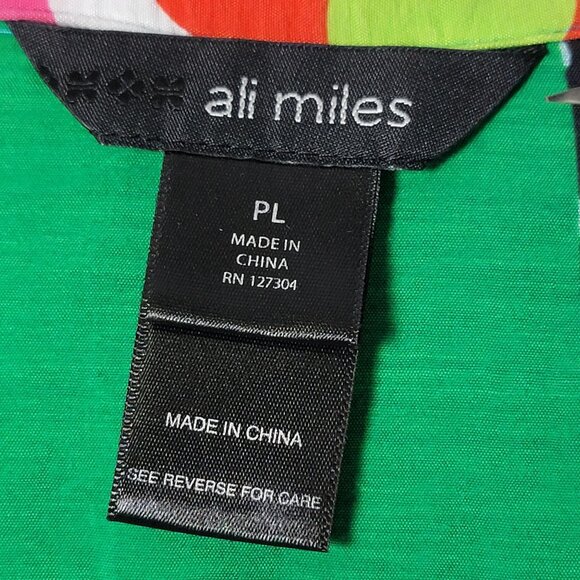 ali miles
PL
MADE IN
CHINA
RN 127304
MADE IN CHINA
SEE REVERSE FOR CARE